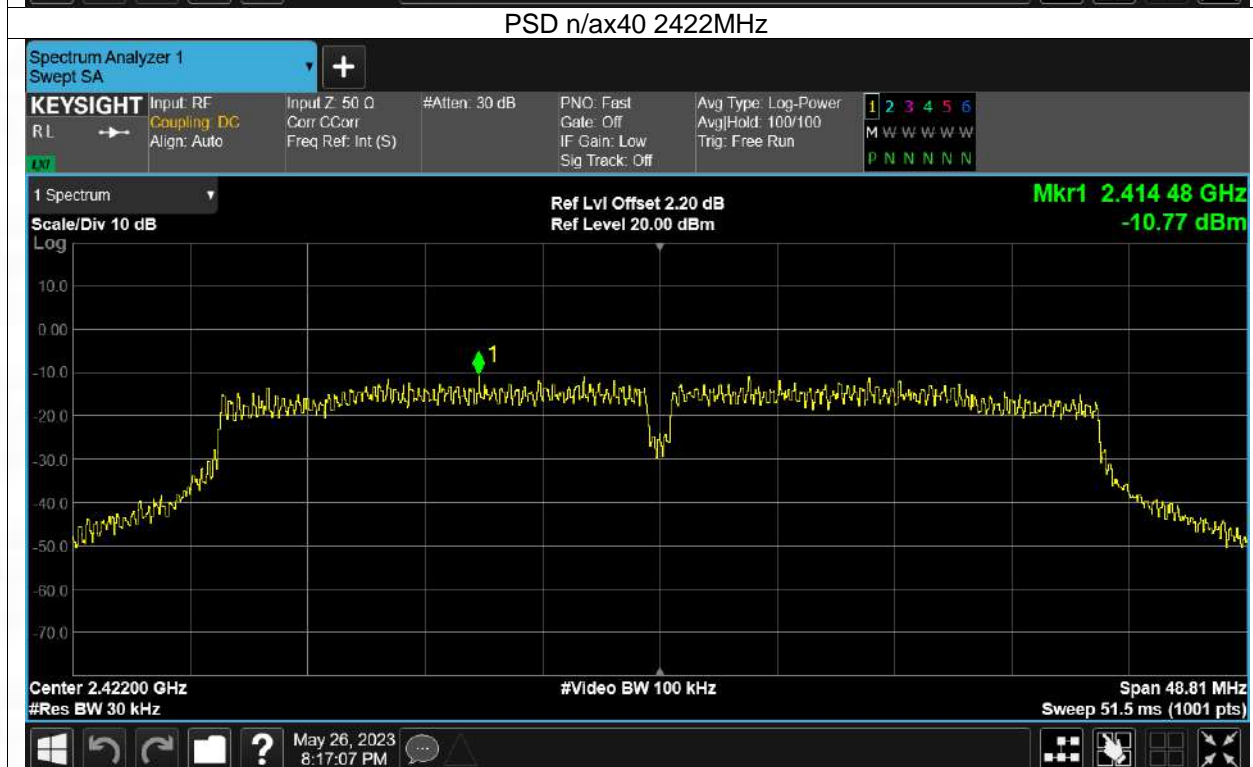 PSD n/ax40 2422MHz
Spectrum Analyzer 1
Swept SA
KEYSIGHT
RL
LXI
Input: RF
Coupling: DC
Align: Auto
Input Z: 50 Ω
Corr CCorr
Freq Ref: Int (S)
#Atten: 30 dB
PNO: Fast
Gate: Off
IF Gain: Low
Sig Track: Off
Avg Type: Log-Power
Avg|Hold: 100/100
Trig: Free Run
1 2 3 4 5 6
M W W W W W
P N N N N N
1 Spectrum
Scale/Div 10 dB
Log
Ref Lvl Offset 2.20 dB
Ref Level 20.00 dBm
Mkr1 2.414 48 GHz
-10.77 dBm
10.0
0.00
1
-10.0
-20.0
-30.0
-40.0
-50.0
-60.0
-70.0
Center 2.42200 GHz
#Res BW 30 kHz
#Video BW 100 kHz
Span 48.81 MHz
Sweep 51.5 ms (1001 pts)
?
May 26, 2023
8:17:07 PM